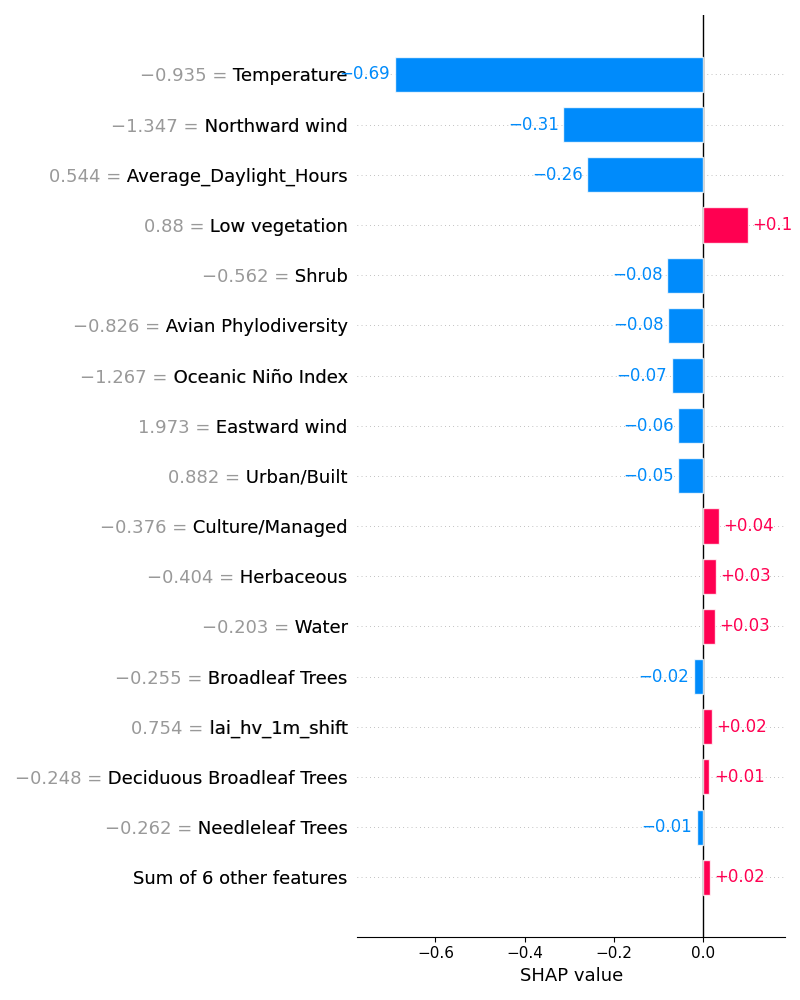 −0.935 = Temperature −0.69
−1.347 = Northward wind −0.31
0.544 = Average_Daylight_Hours −0.26
0.88 = Low vegetation +0.1
−0.562 = Shrub −0.08
−0.826 = Avian Phylodiversity −0.08
−1.267 = Oceanic Niño Index −0.07
1.973 = Eastward wind −0.06
0.882 = Urban/Built −0.05
−0.376 = Culture/Managed +0.04
−0.404 = Herbaceous +0.03
−0.203 = Water +0.03
−0.255 = Broadleaf Trees −0.02
0.754 = lai_hv_1m_shift +0.02
−0.248 = Deciduous Broadleaf Trees +0.01
−0.262 = Needleleaf Trees −0.01
Sum of 6 other features +0.02
−0.6 −0.4 −0.2 0.0
SHAP value